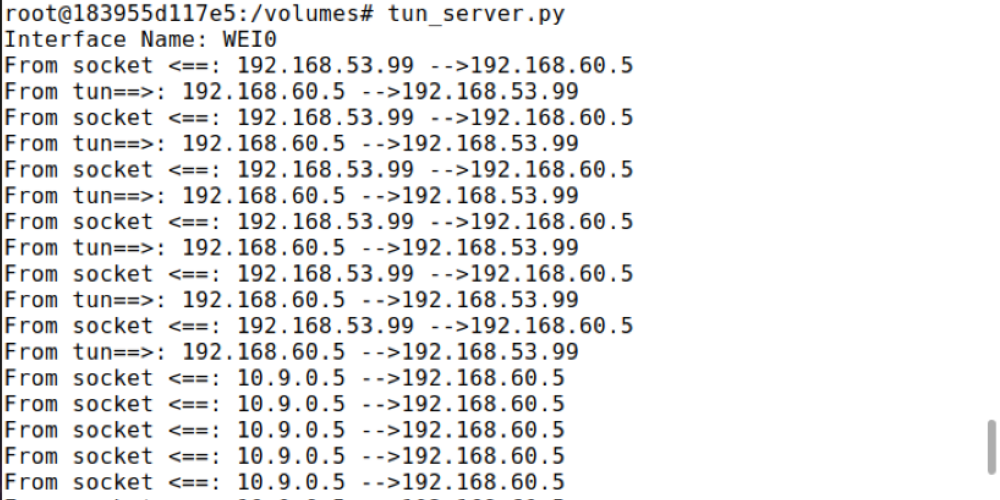 root@183955d117e5:/volumes# tun_server.py
Interface Name: WEI0
From socket <==: 192.168.53.99 -->192.168.60.5
From tun==>: 192.168.60.5 -->192.168.53.99
From socket <==: 192.168.53.99 -->192.168.60.5
From tun==>: 192.168.60.5 -->192.168.53.99
From socket <==: 192.168.53.99 -->192.168.60.5
From tun==>: 192.168.60.5 -->192.168.53.99
From socket <==: 192.168.53.99 -->192.168.60.5
From tun==>: 192.168.60.5 -->192.168.53.99
From socket <==: 192.168.53.99 -->192.168.60.5
From tun==>: 192.168.60.5 -->192.168.53.99
From socket <==: 192.168.53.99 -->192.168.60.5
From tun==>: 192.168.60.5 -->192.168.53.99
From socket <==: 10.9.0.5 -->192.168.60.5
From socket <==: 10.9.0.5 -->192.168.60.5
From socket <==: 10.9.0.5 -->192.168.60.5
From socket <==: 10.9.0.5 -->192.168.60.5
From socket <==: 10.9.0.5 -->192.168.60.5